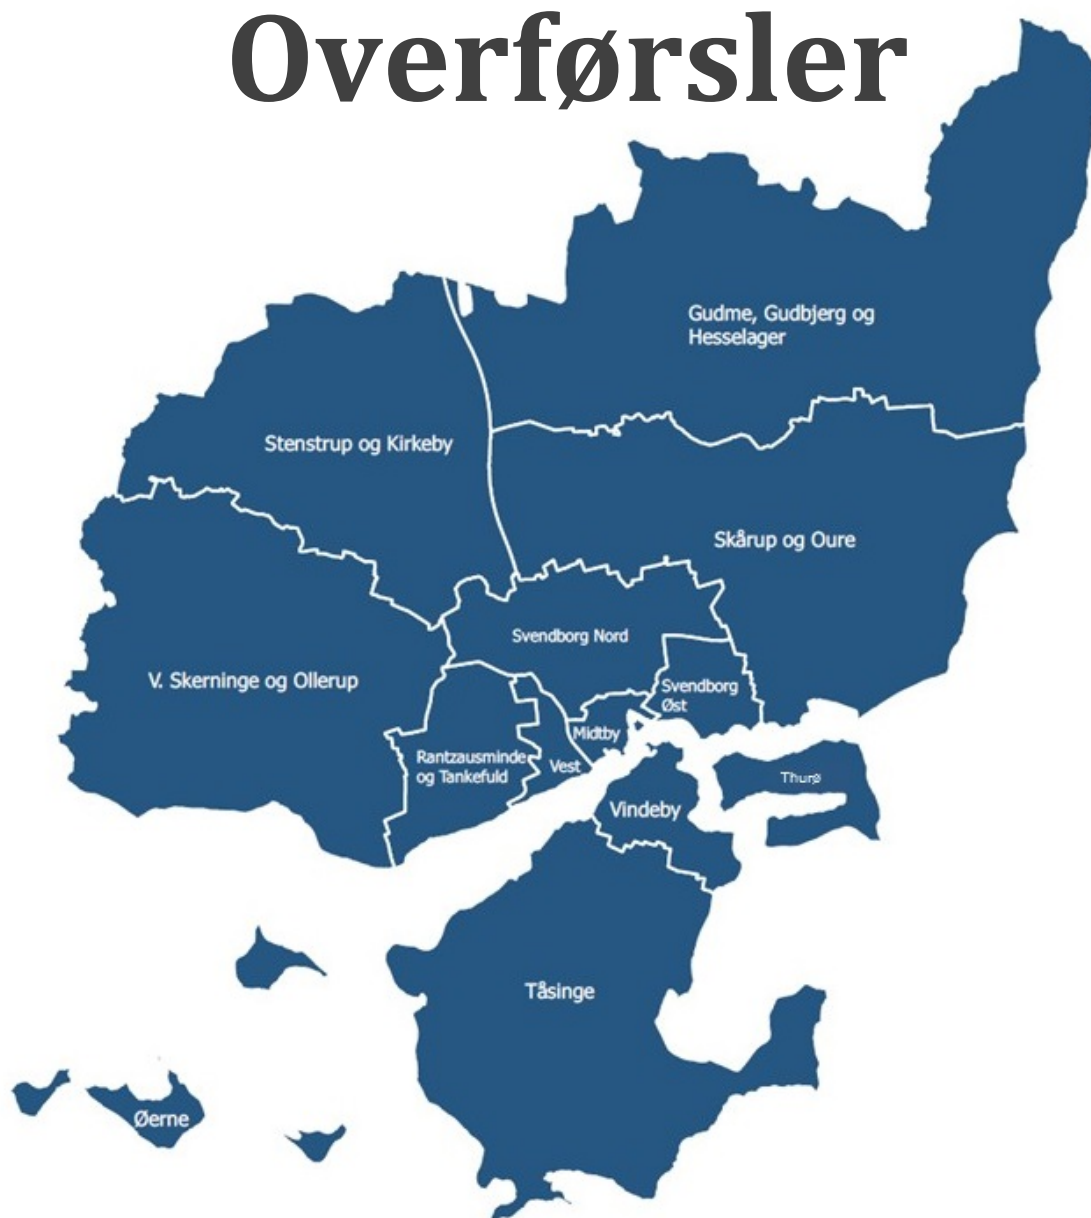 Overførsler
Gudme, Gudbjerg og
Hesselager
Stenstrup og Kirkeby
Skårup og Oure
Svendborg Nord
V. Skerninge og Ollerup
Svendborg
Øst
Midtby
Rantzausminde
og Tankefuld
Vest
Thurø
Vindeby
Tåsinge
Øerne